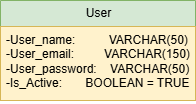 User
-User_name: VARCHAR(50)
-User_email: VARCHAR(150)
-User_password: VARCHAR(50)
-Is_Active: BOOLEAN = TRUE